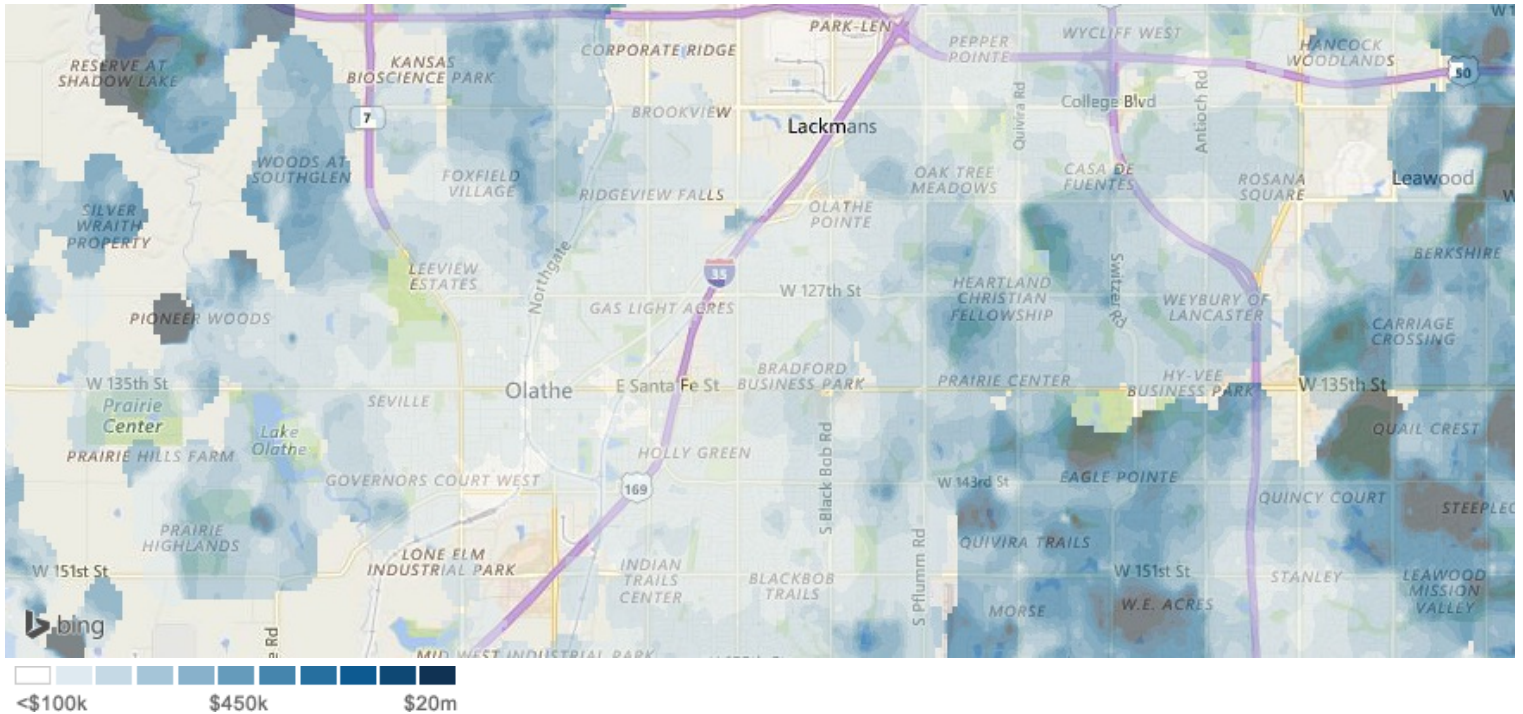 PARK-LEN
WYCLIFF WEST
W 1
RESERVE AT
SHADOW LAKE
KANSAS
BIOSCIENCE PARK
CORPORATE RIDGE
PEPPER
POINTE
HANCOCK
WOODLANDS
50
7
BROOKVIEW
Lackmans
Quivira Rd
College Blvd
Antioch Rd
WOODS AT
SOUTHGLEN
FOXFIELD
VILLAGE
RIDGEVIEW FALLS
OAK TREE
MEADOWS
CASA DE
FUENTES
ROSANA
SQUARE
Leawood
W
SILVER
WRAITH
PROPERTY
OLATHE
POINTE
BERKSHIRE
LEEVIEW
ESTATES
Northgate
35
W 127th St
HEARTLAND
CHRISTIAN
FELLOWSHIP
Switzer Rd
WEYBURY OF
LANCASTER
PIONEER WOODS
GAS LIGHT ACRES
CARRIAGE
CROSSING
W 135th St
Prairie
Center
SEVILLE
Olathe
E Santa Fe St
BRADFORD
BUSINESS PARK
PRAIRIE CENTER
HY-VEE
BUSINESS PARK
W 135th St
Lake
Olathe
QUAIL CREST
PRAIRIE HILLS FARM
HOLLY GREEN
S Black Bob Rd
GOVERNORS COURT WEST
169
W 143rd St
EAGLE POINTE
QUINCY COURT
STEEPLEC
PRAIRIE
HIGHLANDS
QUIVIRA TRAILS
S Pflumm Rd
W 151st St
LONE ELM
INDUSTRIAL PARK
INDIAN
TRAILS
CENTER
BLACKBOB
TRAILS
W 151st St
STANLEY
LEAWOOD
MISSION
VALLEY
MORSE
W.E. ACRES
bing
e Rd
MID WEST INDUSTRIAL PARK
<$100k
$450k
$20m